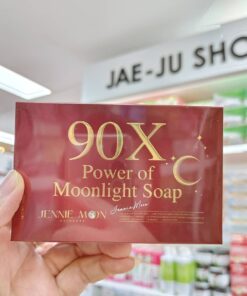 JAE-JU SHO
90X
Power of
Moonlight Soap
JENNIE MOON